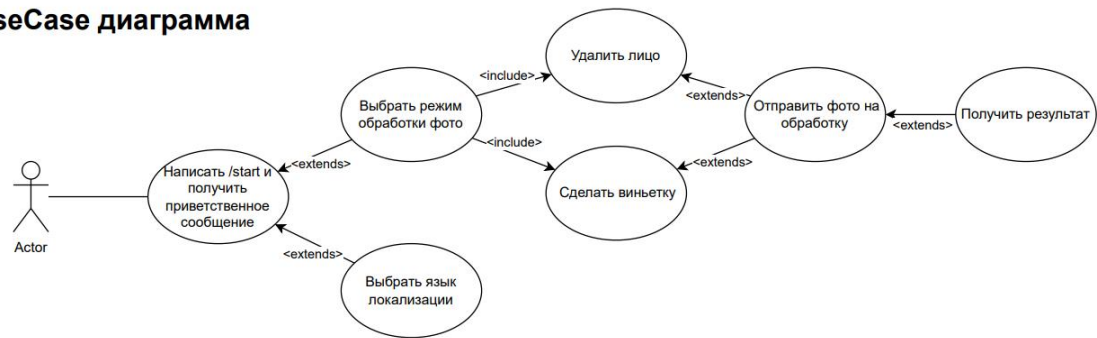 seCase диаграмма
Удалить лицо
<include>
Выбрать режим
обработки фото
<extends>
Отправить фото на
обработку
<extends>
Получить результат
<include>
<extends>
<extends>
Написать /start и
получить
приветственное
сообщение
Сделать виньетку
Actor
<extends>
Выбрать язык
локализации